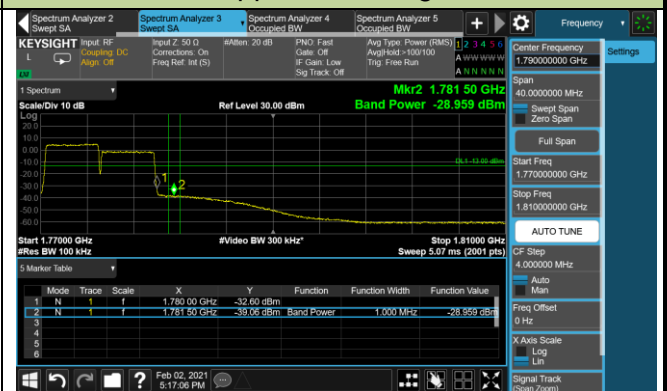 Spectrum Analyzer 2
Swept SA
Spectrum Analyzer 3
Swept SA
Spectrum Analyzer 4
Occupied BW
Spectrum Analyzer 5
Occupied BW
Frequency
KEYSIGHT
L
Input: RF
Coupling: DC
Align: Off
Input Z: 50 Ω
Corrections: On
Freq Ref: Int (S)
#Atten: 20 dB
PNO: Fast
Gate: Off
IF Gain: Low
Sig Track: Off
Avg Type: Power (RMS)
Avg|Hold:>100/100
Trig: Free Run
1 2 3 4 5 6
A W W W W W
A N N N N N
LNI
1 Spectrum
Scale/Div 10 dB
Log
Ref Level 30.00 dBm
Mkr2 1.781 50 GHz
Band Power -28.959 dBm
20.0
10.0
0.00
-10.0
-20.0
-30.0
-40.0
-50.0
-60.0
DL1 -13.00 dBm
1
2
Start 1.77000 GHz
#Res BW 100 kHz
#Video BW 300 kHz*
Stop 1.81000 GHz
Sweep 5.07 ms (2001 pts)
5 Marker Table
Mode Trace Scale X Y Function Function Width Function Value
1 N 1 f 1.780 00 GHz -32.60 dBm
2 N 1 f 1.781 50 GHz -39.06 dBm Band Power 1.000 MHz -28.959 dBm
3
4
5
6
Feb 02, 2021
5:17:06 PM
Center Frequency
1.790000000 GHz
Settings
Span
40.0000000 MHz
Swept Span
Zero Span
Full Span
Start Freq
1.770000000 GHz
Stop Freq
1.810000000 GHz
AUTO TUNE
CF Step
4.000000 MHz
Auto
Man
Freq Offset
0 Hz
X Axis Scale
Log
Lin
Signal Track
(Span Zoom)